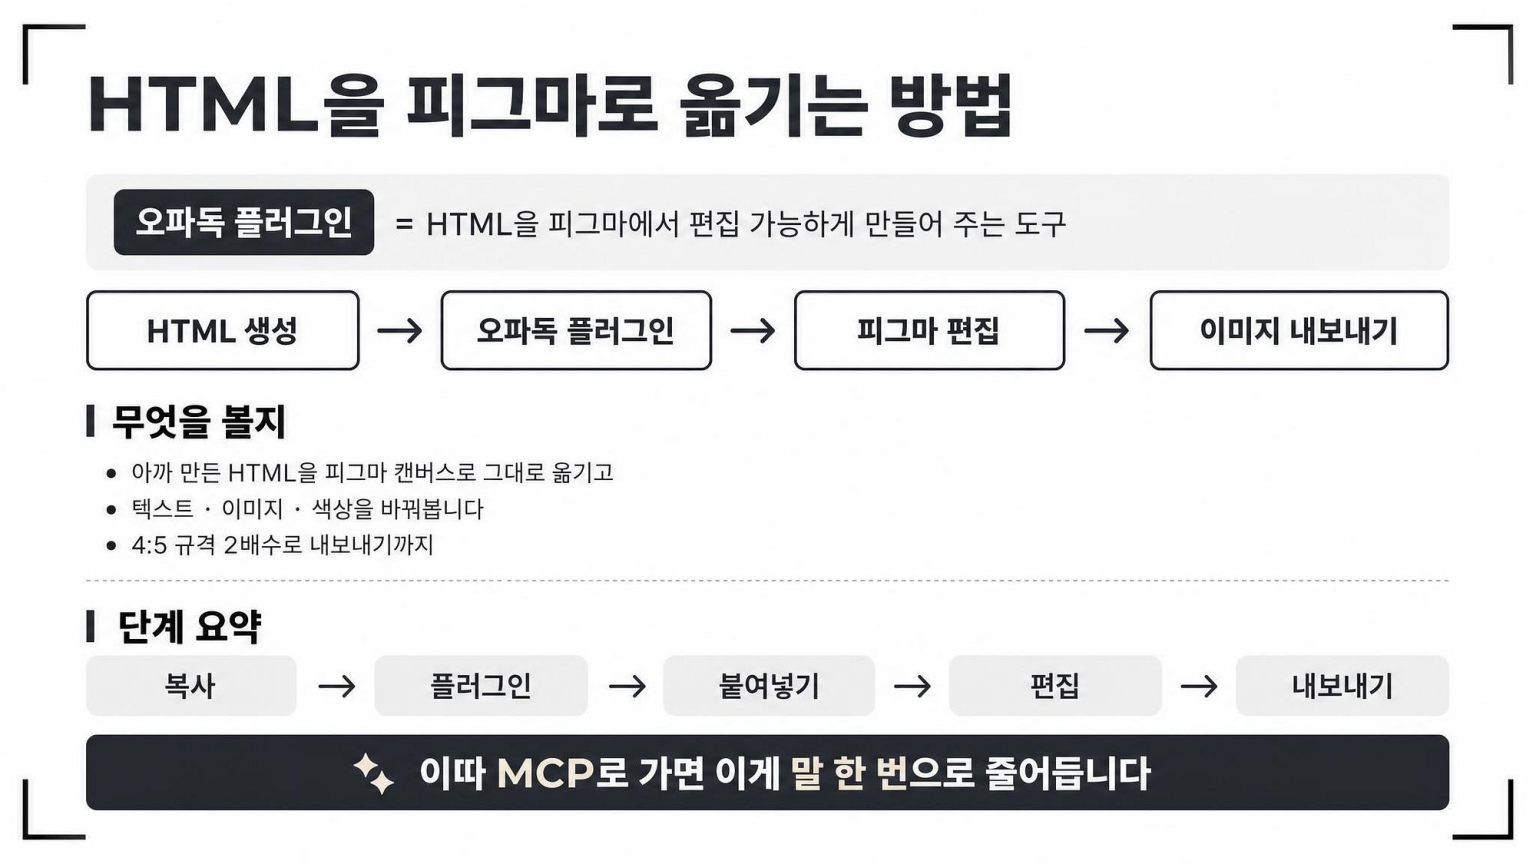 HTML을 피그마로 옮기는 방법
오파독 플러그인 = HTML을 피그마에서 편집 가능하게 만들어 주는 도구
HTML 생성 → 오파독 플러그인 → 피그마 편집 → 이미지 내보내기
무엇을 볼지
• 아까 만든 HTML을 피그마 캔버스로 그대로 옮기고
• 텍스트 · 이미지 · 색상을 바꿔봅니다
• 4:5 규격 2배수로 내보내기까지
단계 요약
복사 → 플러그인 → 붙여넣기 → 편집 → 내보내기
이따 MCP로 가면 이게 말 한 번으로 줄어듭니다